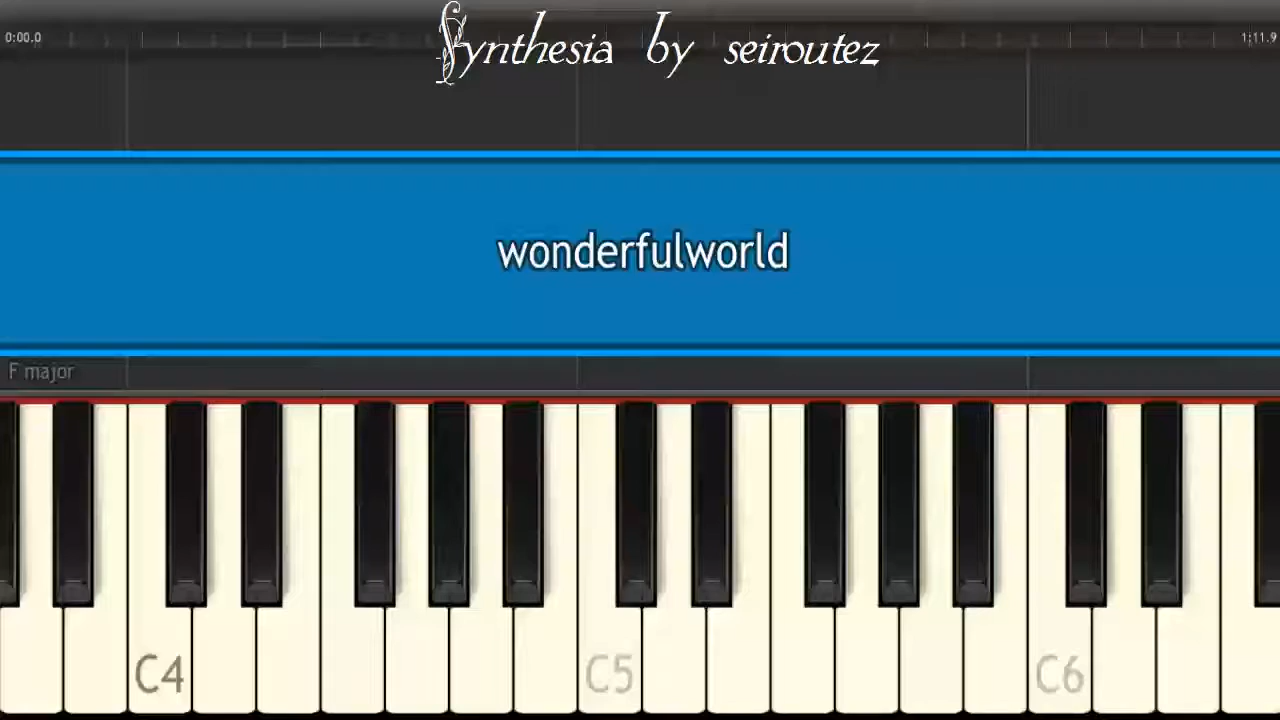 0:00.0
Synthesia by seiroutez
1:11.9
wonderfulworld
F major
C4
C5
C6